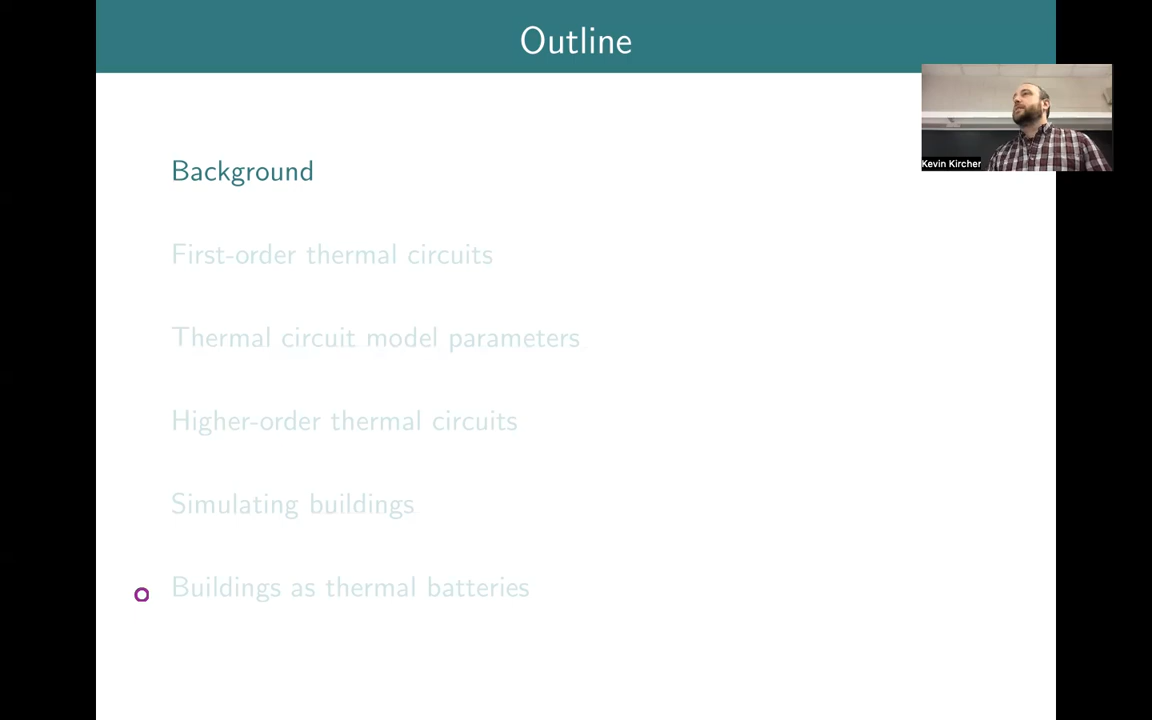 Outline
Kevin Kircher
Background
First-order thermal circuits
Thermal circuit model parameters
Higher-order thermal circuits
Simulating buildings
Buildings as thermal batteries